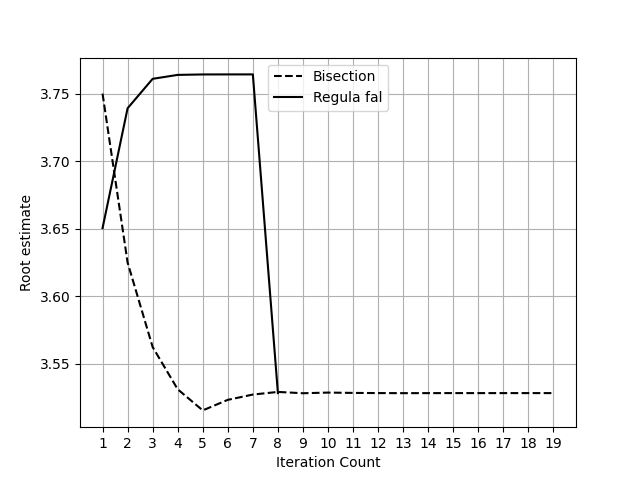 Bisection
Regula fal
3.75
3.70
3.65
3.60
3.55
Root estimate
1 2 3 4 5 6 7 8 9 10 11 12 13 14 15 16 17 18 19
Iteration Count